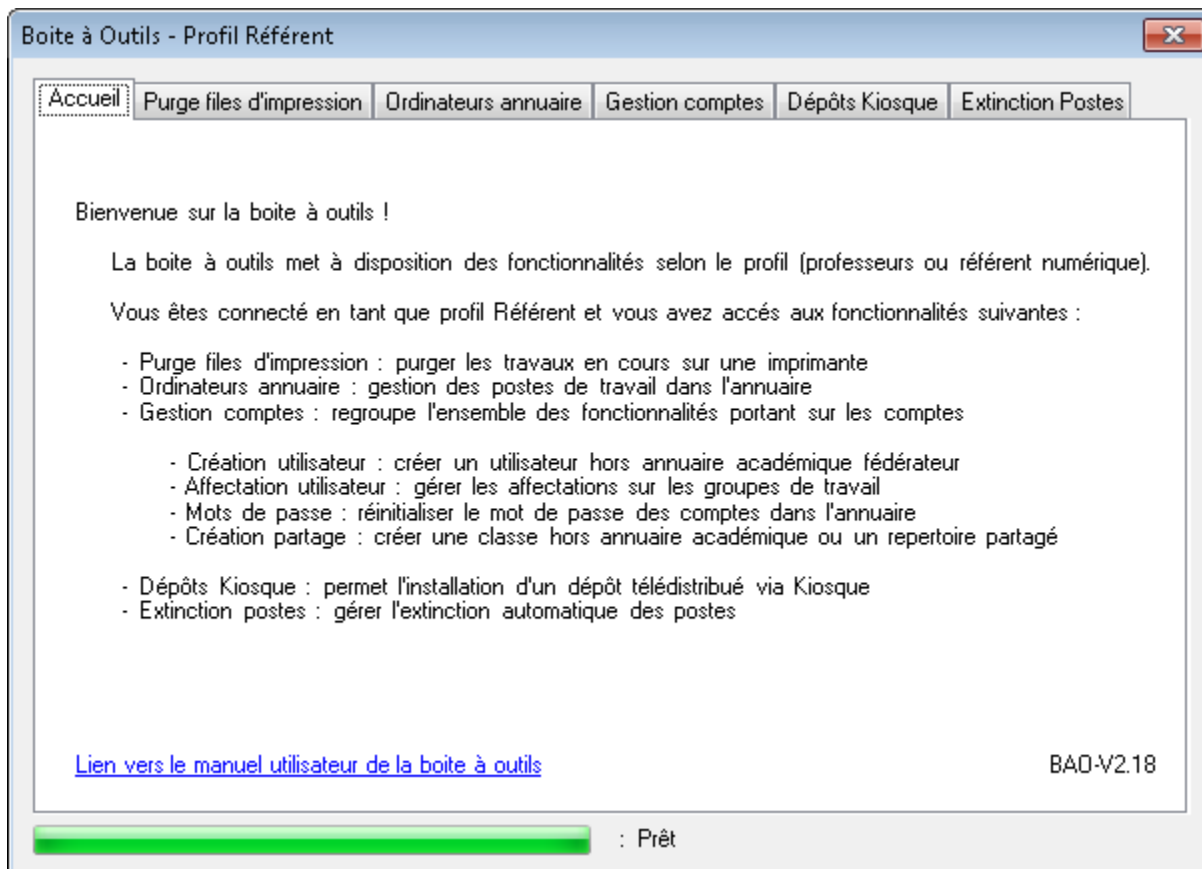 Boite à Outils - Profil Référent
Accueil Purge files d'impression Ordinateurs annuaire Gestion comptes Dépôts Kiosque Extinction Postes
Bienvenue sur la boite à outils !
La boite à outils met à disposition des fonctionnalités selon le profil (professeurs ou référent numérique).
Vous êtes connecté en tant que profil Référent et vous avez accés aux fonctionnalités suivantes :
- Purge files d'impression : purger les travaux en cours sur une imprimante
- Ordinateurs annuaire : gestion des postes de travail dans l'annuaire
- Gestion comptes : regroupe l'ensemble des fonctionnalités portant sur les comptes
- Création utilisateur : créer un utilisateur hors annuaire académique fédérateur
- Affectation utilisateur : gérer les affectations sur les groupes de travail
- Mots de passe : réinitialiser le mot de passe des comptes dans l'annuaire
- Création partage : créer une classe hors annuaire académique ou un repertoire partagé
- Dépôts Kiosque : permet l'installation d'un dépôt télédistribué via Kiosque
- Extinction postes : gérer l'extinction automatique des postes
Lien vers le manuel utilisateur de la boite à outils
BAO-V2.18
: Prêt